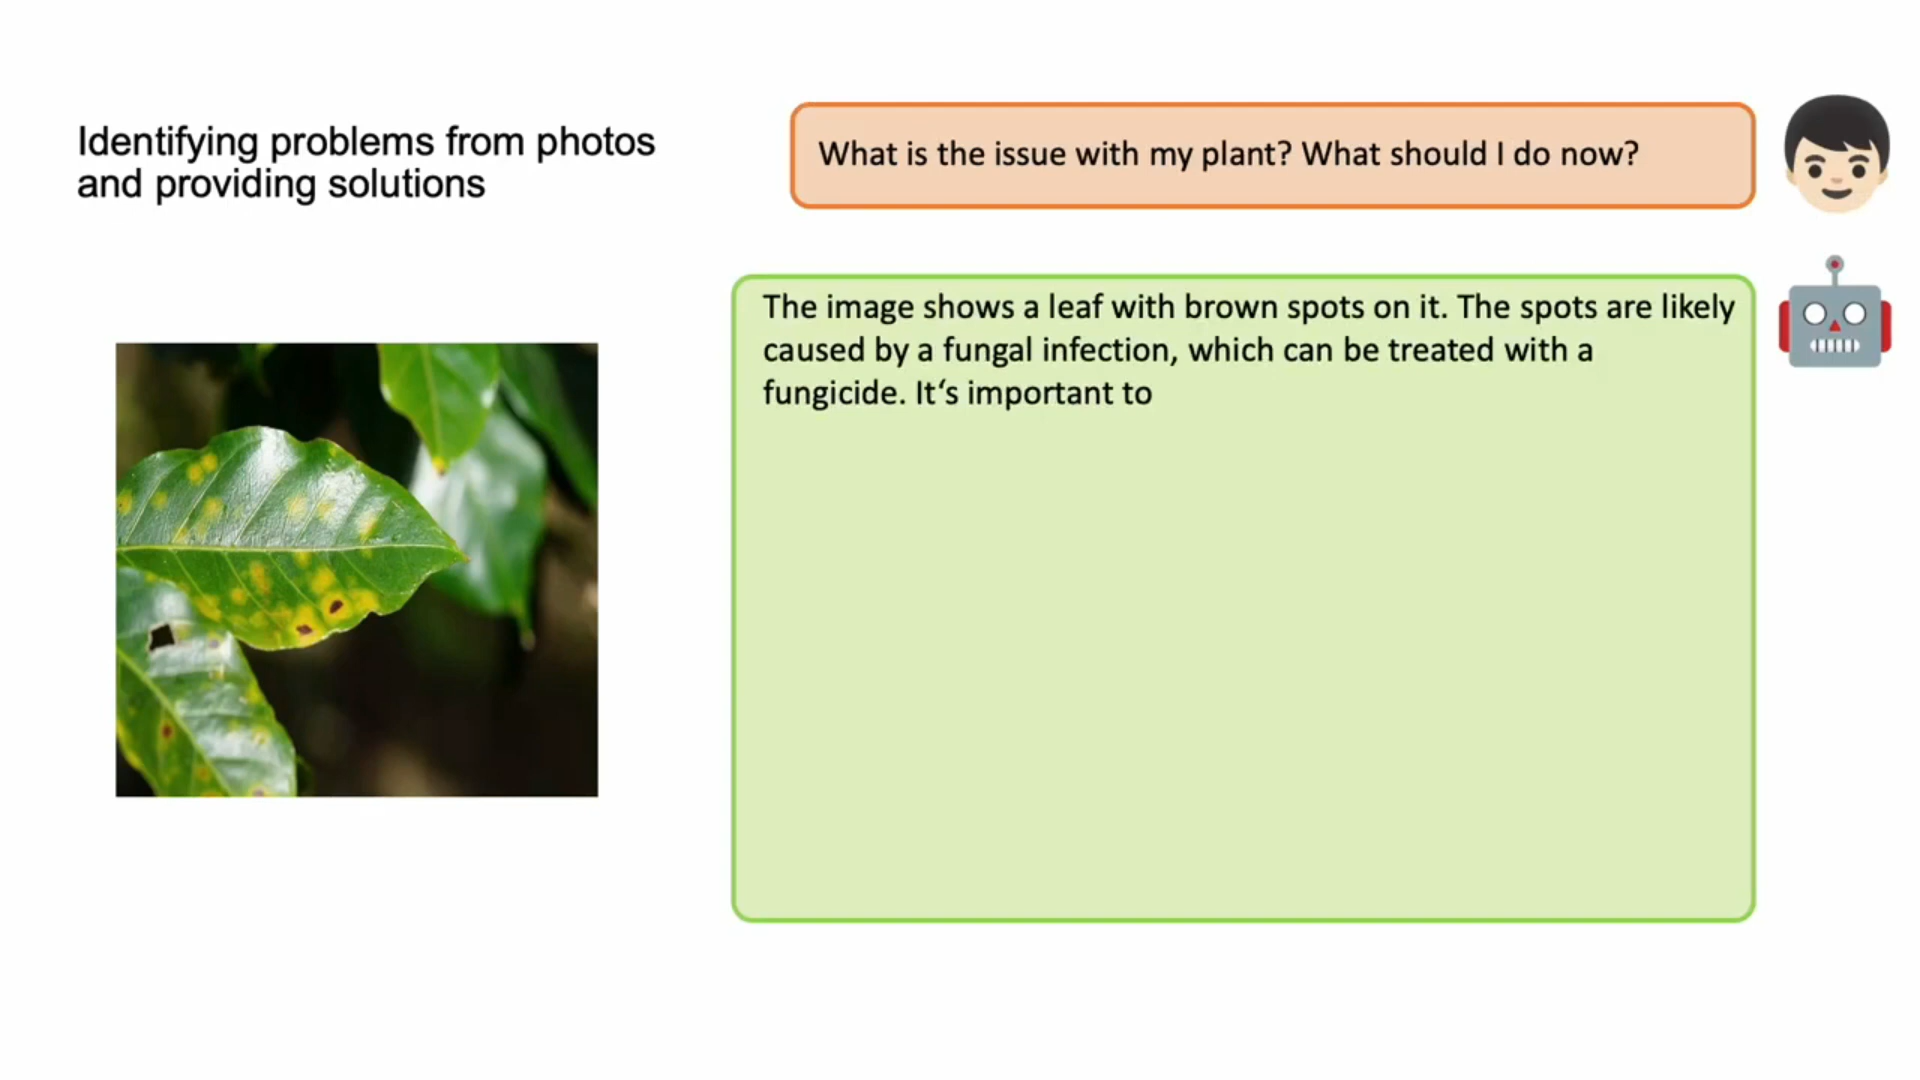 Identifying problems from photos
and providing solutions
What is the issue with my plant? What should I do now?
The image shows a leaf with brown spots on it. The spots are likely
caused by a fungal infection, which can be treated with a
fungicide. It‘s important to